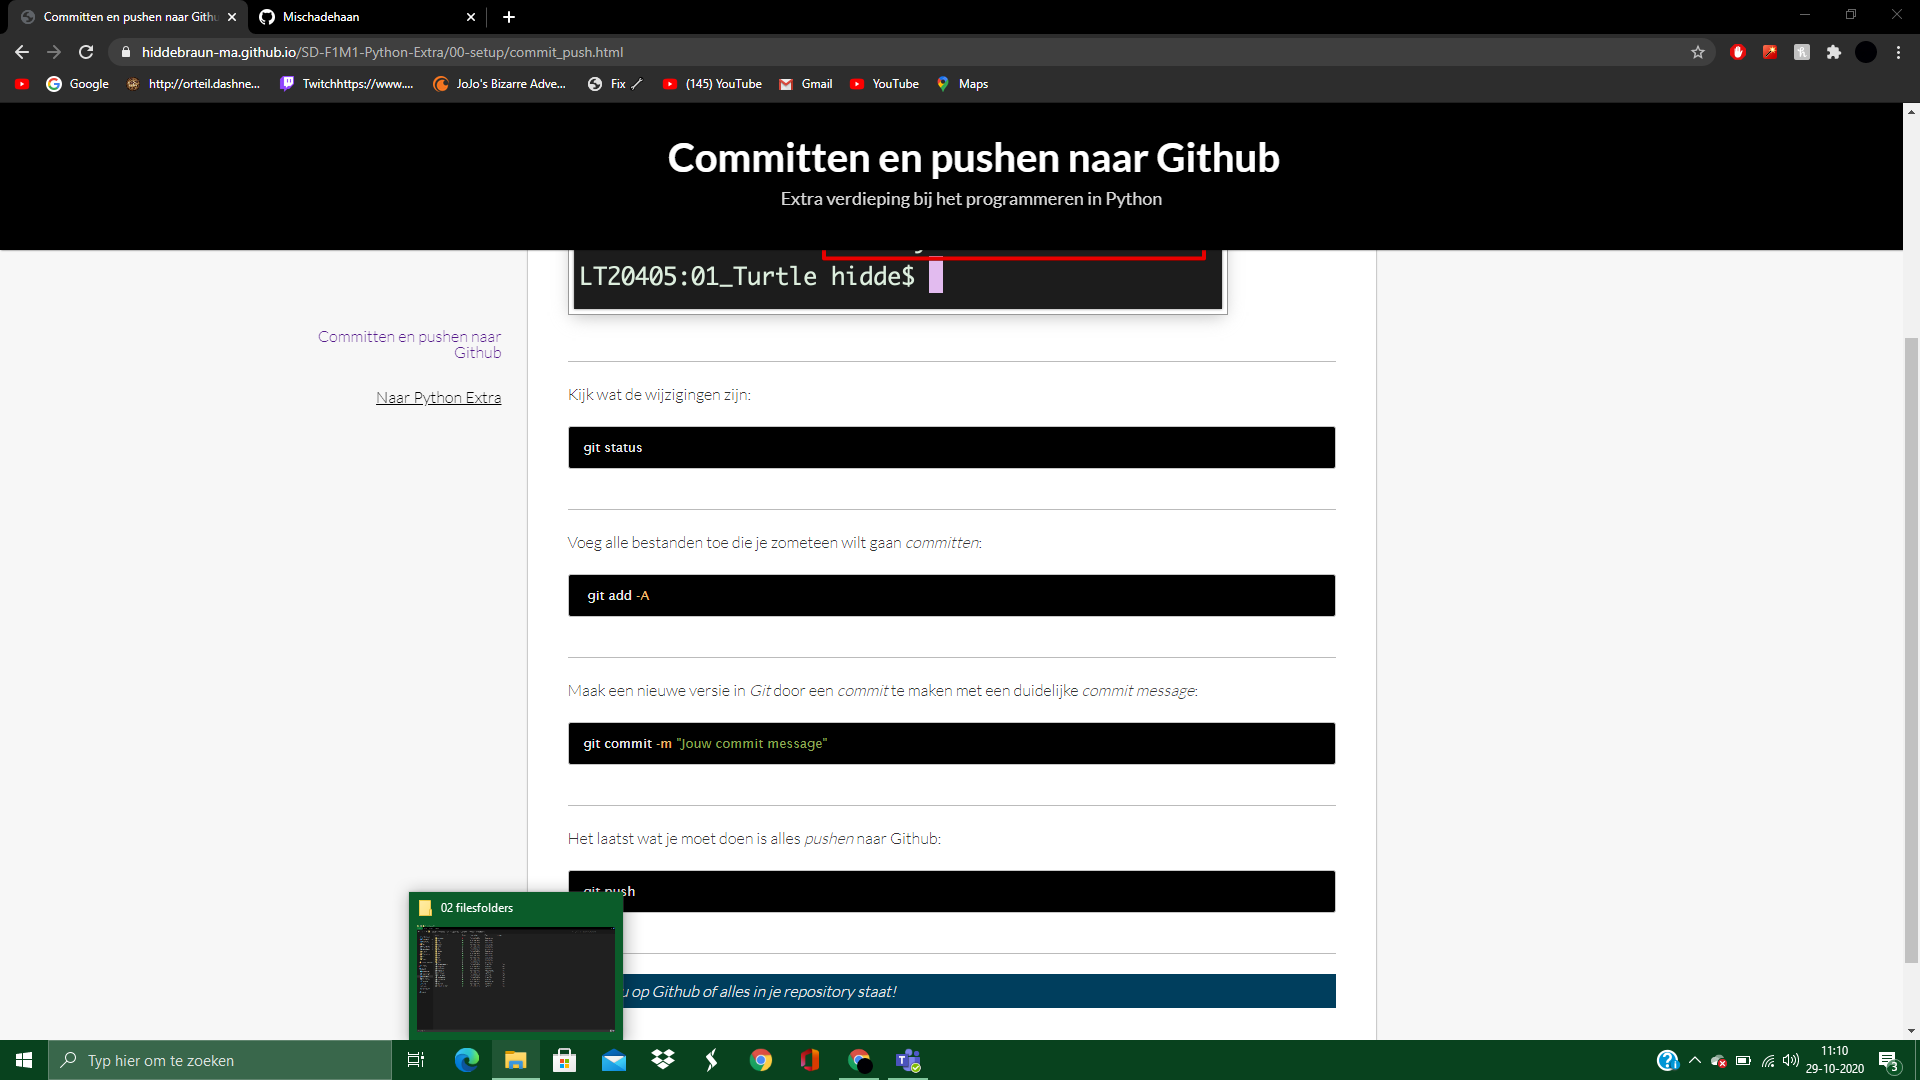 Committen en pushen naar Githu
Mischadehaan
hiddebraun-ma.github.io/SD-F1M1-Python-Extra/00-setup/commit_push.html
Google
http://orteil.dashne...
Twitchhttps://www....
JoJo's Bizarre Adve...
Fix
(145) YouTube
Gmail
YouTube
Maps
Committen en pushen naar Github
Extra verdieping bij het programmeren in Python
LT20405:01_Turtle hidde$
Committen en pushen naar
Github
Naar Python Extra
Kijk wat de wijzigingen zijn:
git status
Voeg alle bestanden toe die je zometeen wilt gaan committen:
git add -A
Maak een nieuwe versie in Git door een commit te maken met een duidelijke commit message:
git commit -m "Jouw commit message"
Het laatst wat je moet doen is alles pushen naar Github:
git push
02 filesfolders
u op Github of alles in je repository staat!
Typ hier om te zoeken
11:10
29-10-2020
3